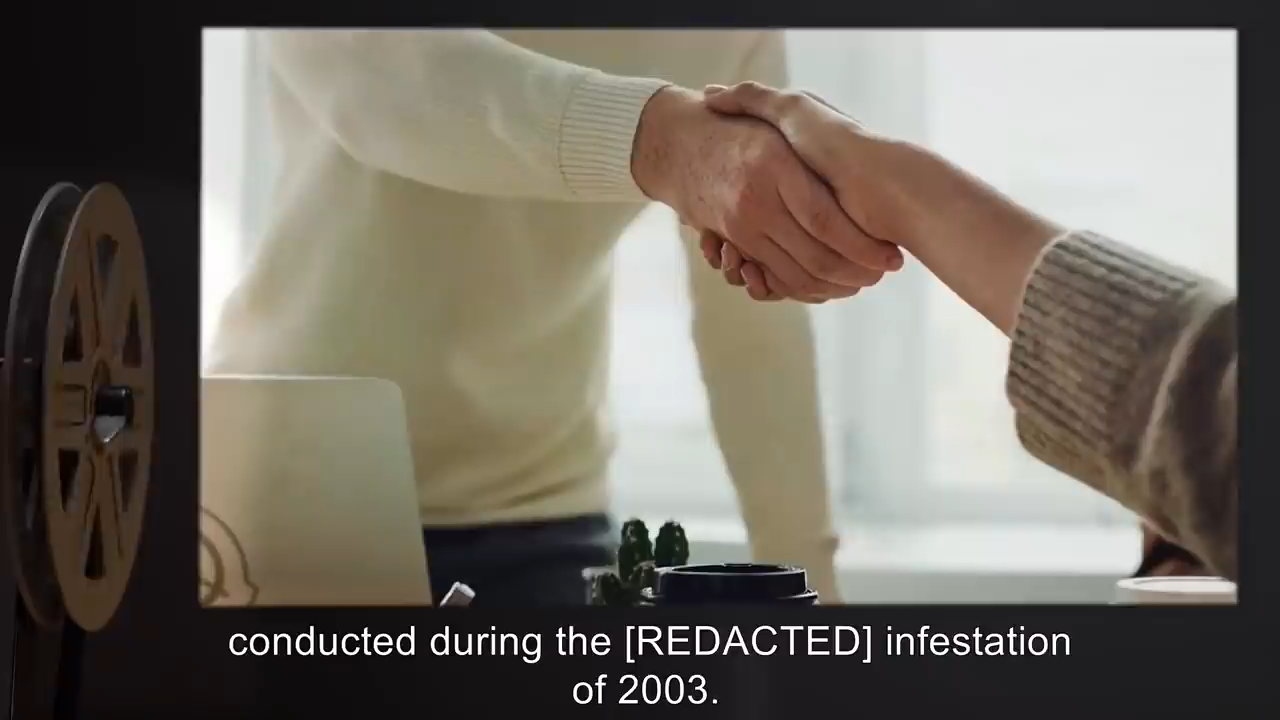 conducted during the [REDACTED] infestation
of 2003.